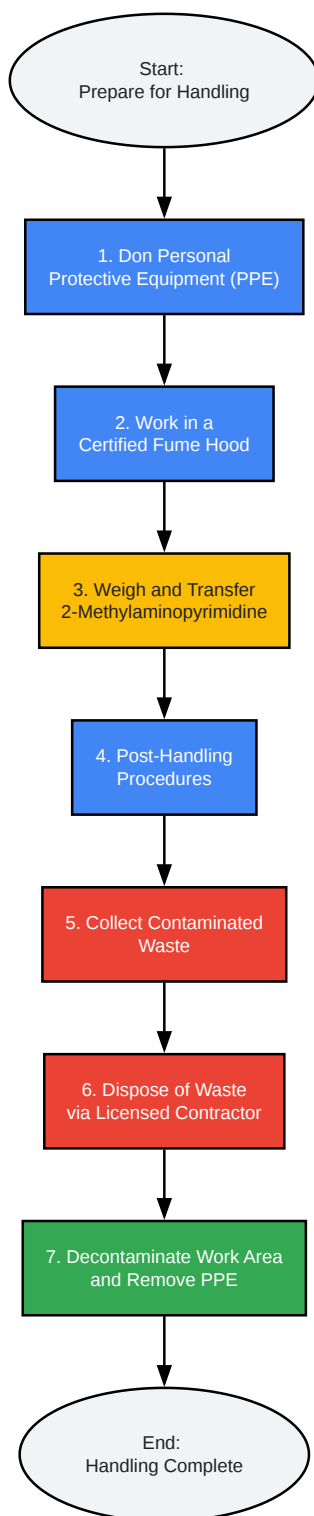 Start:
Prepare for Handling
1. Don Personal
Protective Equipment (PPE)
2. Work in a
Certified Fume Hood
3. Weigh and Transfer
2-Methylaminopyrimidine
4. Post-Handling
Procedures
5. Collect Contaminated
Waste
6. Dispose of Waste
via Licensed Contractor
7. Decontaminate Work Area
and Remove PPE
End:
Handling Complete